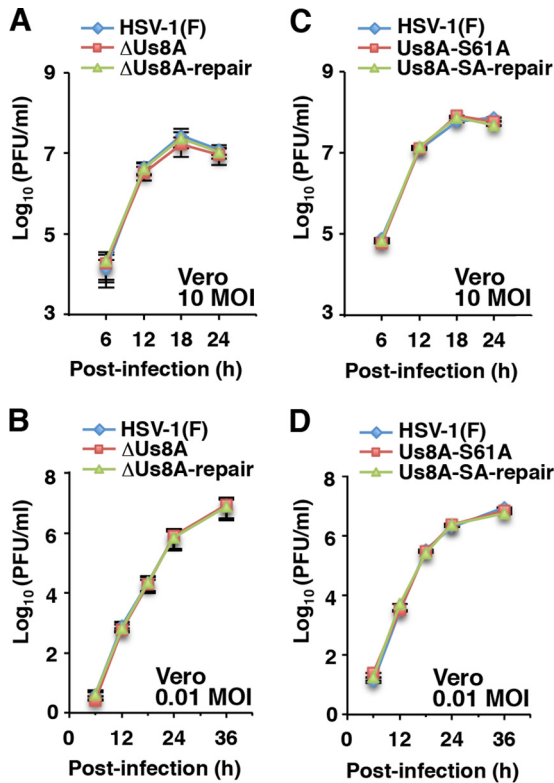 A
HSV-1(F)
ΔUs8A
ΔUs8A-repair
9
7
5
3
Log10 (PFU/ml)
Vero
10 MOI
6 12 18 24
Post-infection (h)
C
HSV-1(F)
Us8A-S61A
Us8A-SA-repair
9
7
5
3
Log10 (PFU/ml)
Vero
10 MOI
6 12 18 24
Post-infection (h)
B
HSV-1(F)
ΔUs8A
ΔUs8A-repair
8
6
4
2
0
Log10 (PFU/ml)
Vero
0.01 MOI
0 12 24 36
Post-infection (h)
D
HSV-1(F)
Us8A-S61A
Us8A-SA-repair
8
6
4
2
0
Log10 (PFU/ml)
Vero
0.01 MOI
0 12 24 36
Post-infection (h)